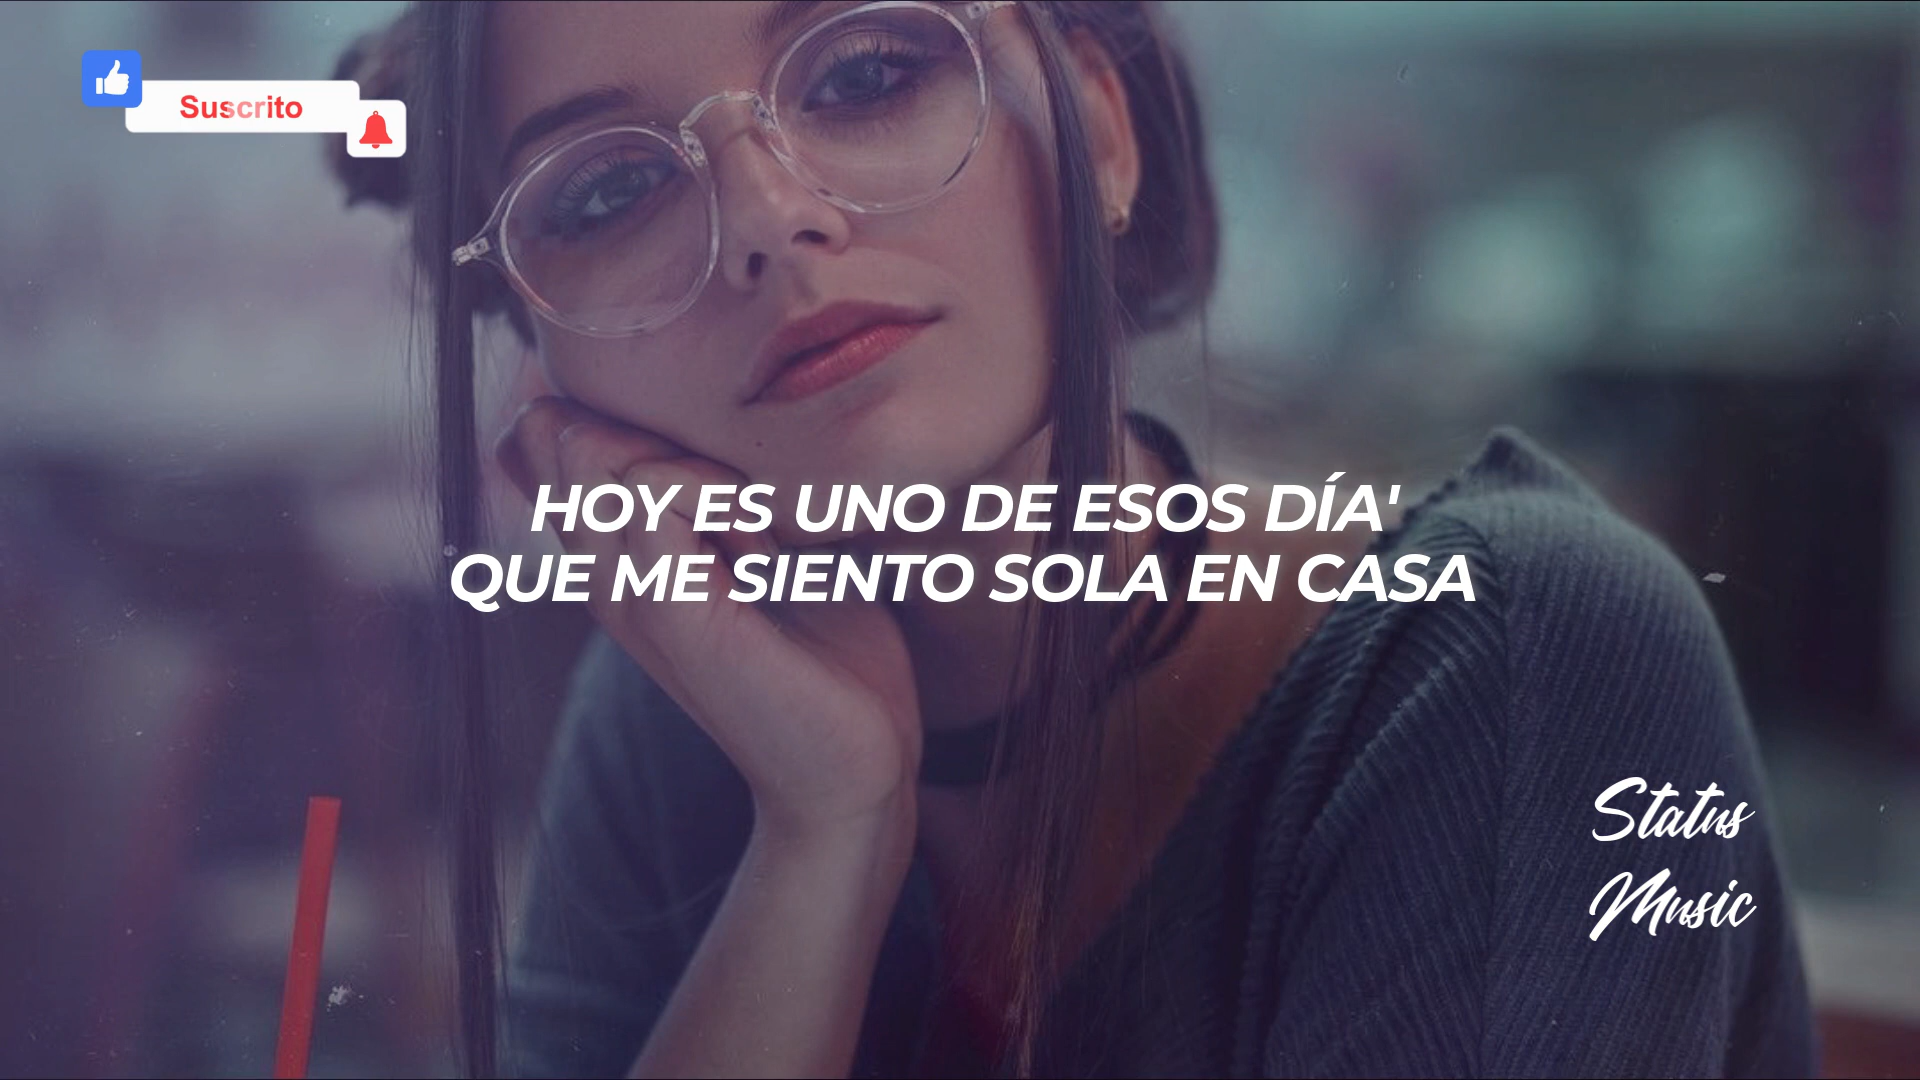 Suscrito
HOY ES UNO DE ESOS DÍA'
QUE ME SIENTO SOLA EN CASA
Status
Music